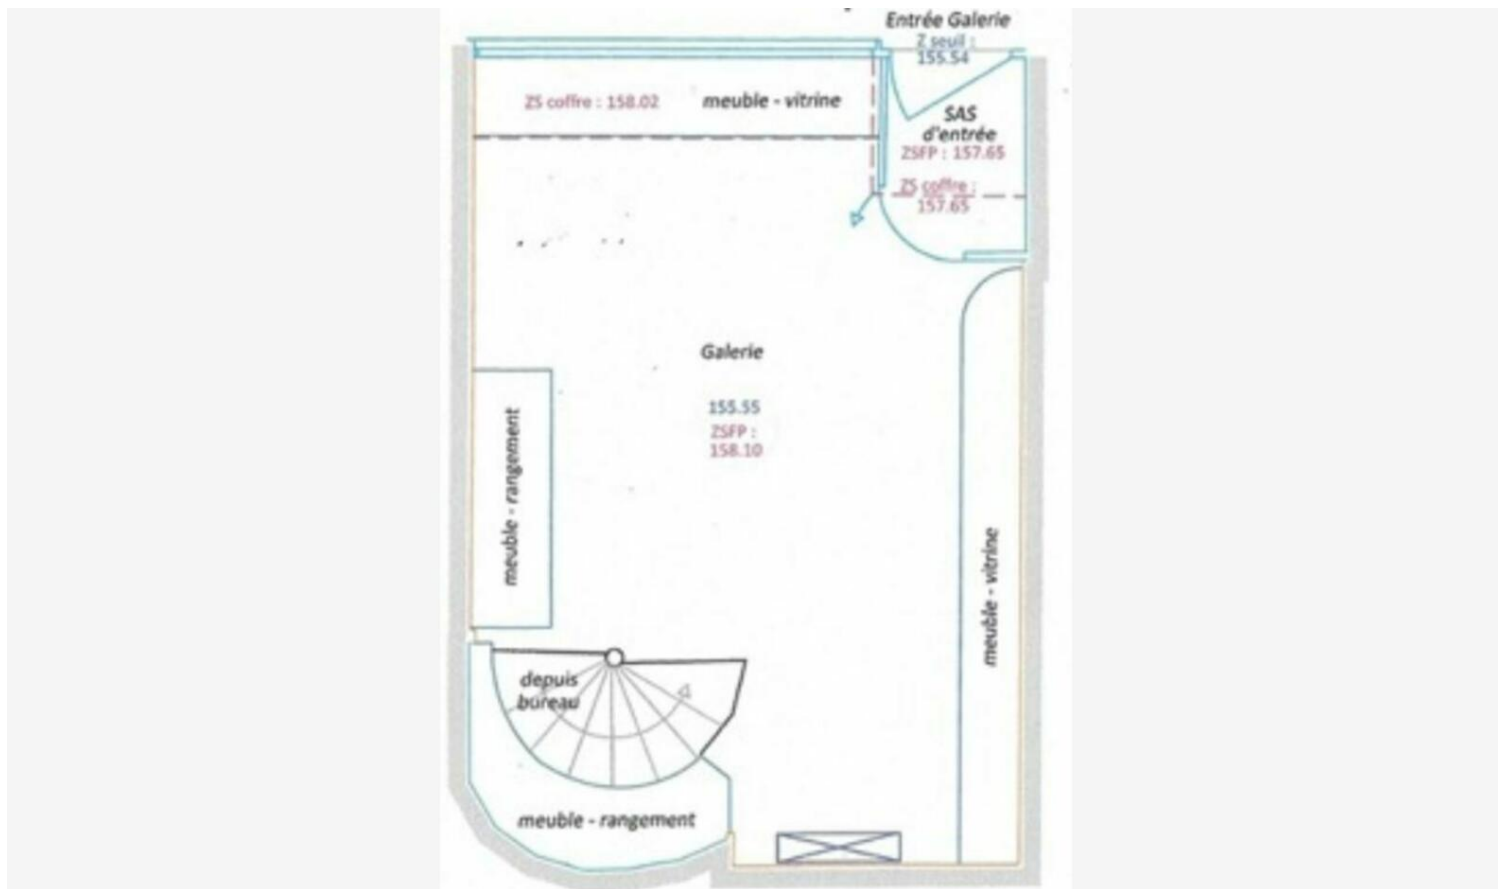 Entrée Galerie
Z seuil :
155.54
ZS coffre : 158.02
meuble - vitrine
SAS
d'entrée
ZSFP : 157.65
ZS coffre :
157.65
Galerie
155.55
ZSFP :
158.10
meuble - rangement
meuble - vitrine
depuis
bureau
meuble - rangement